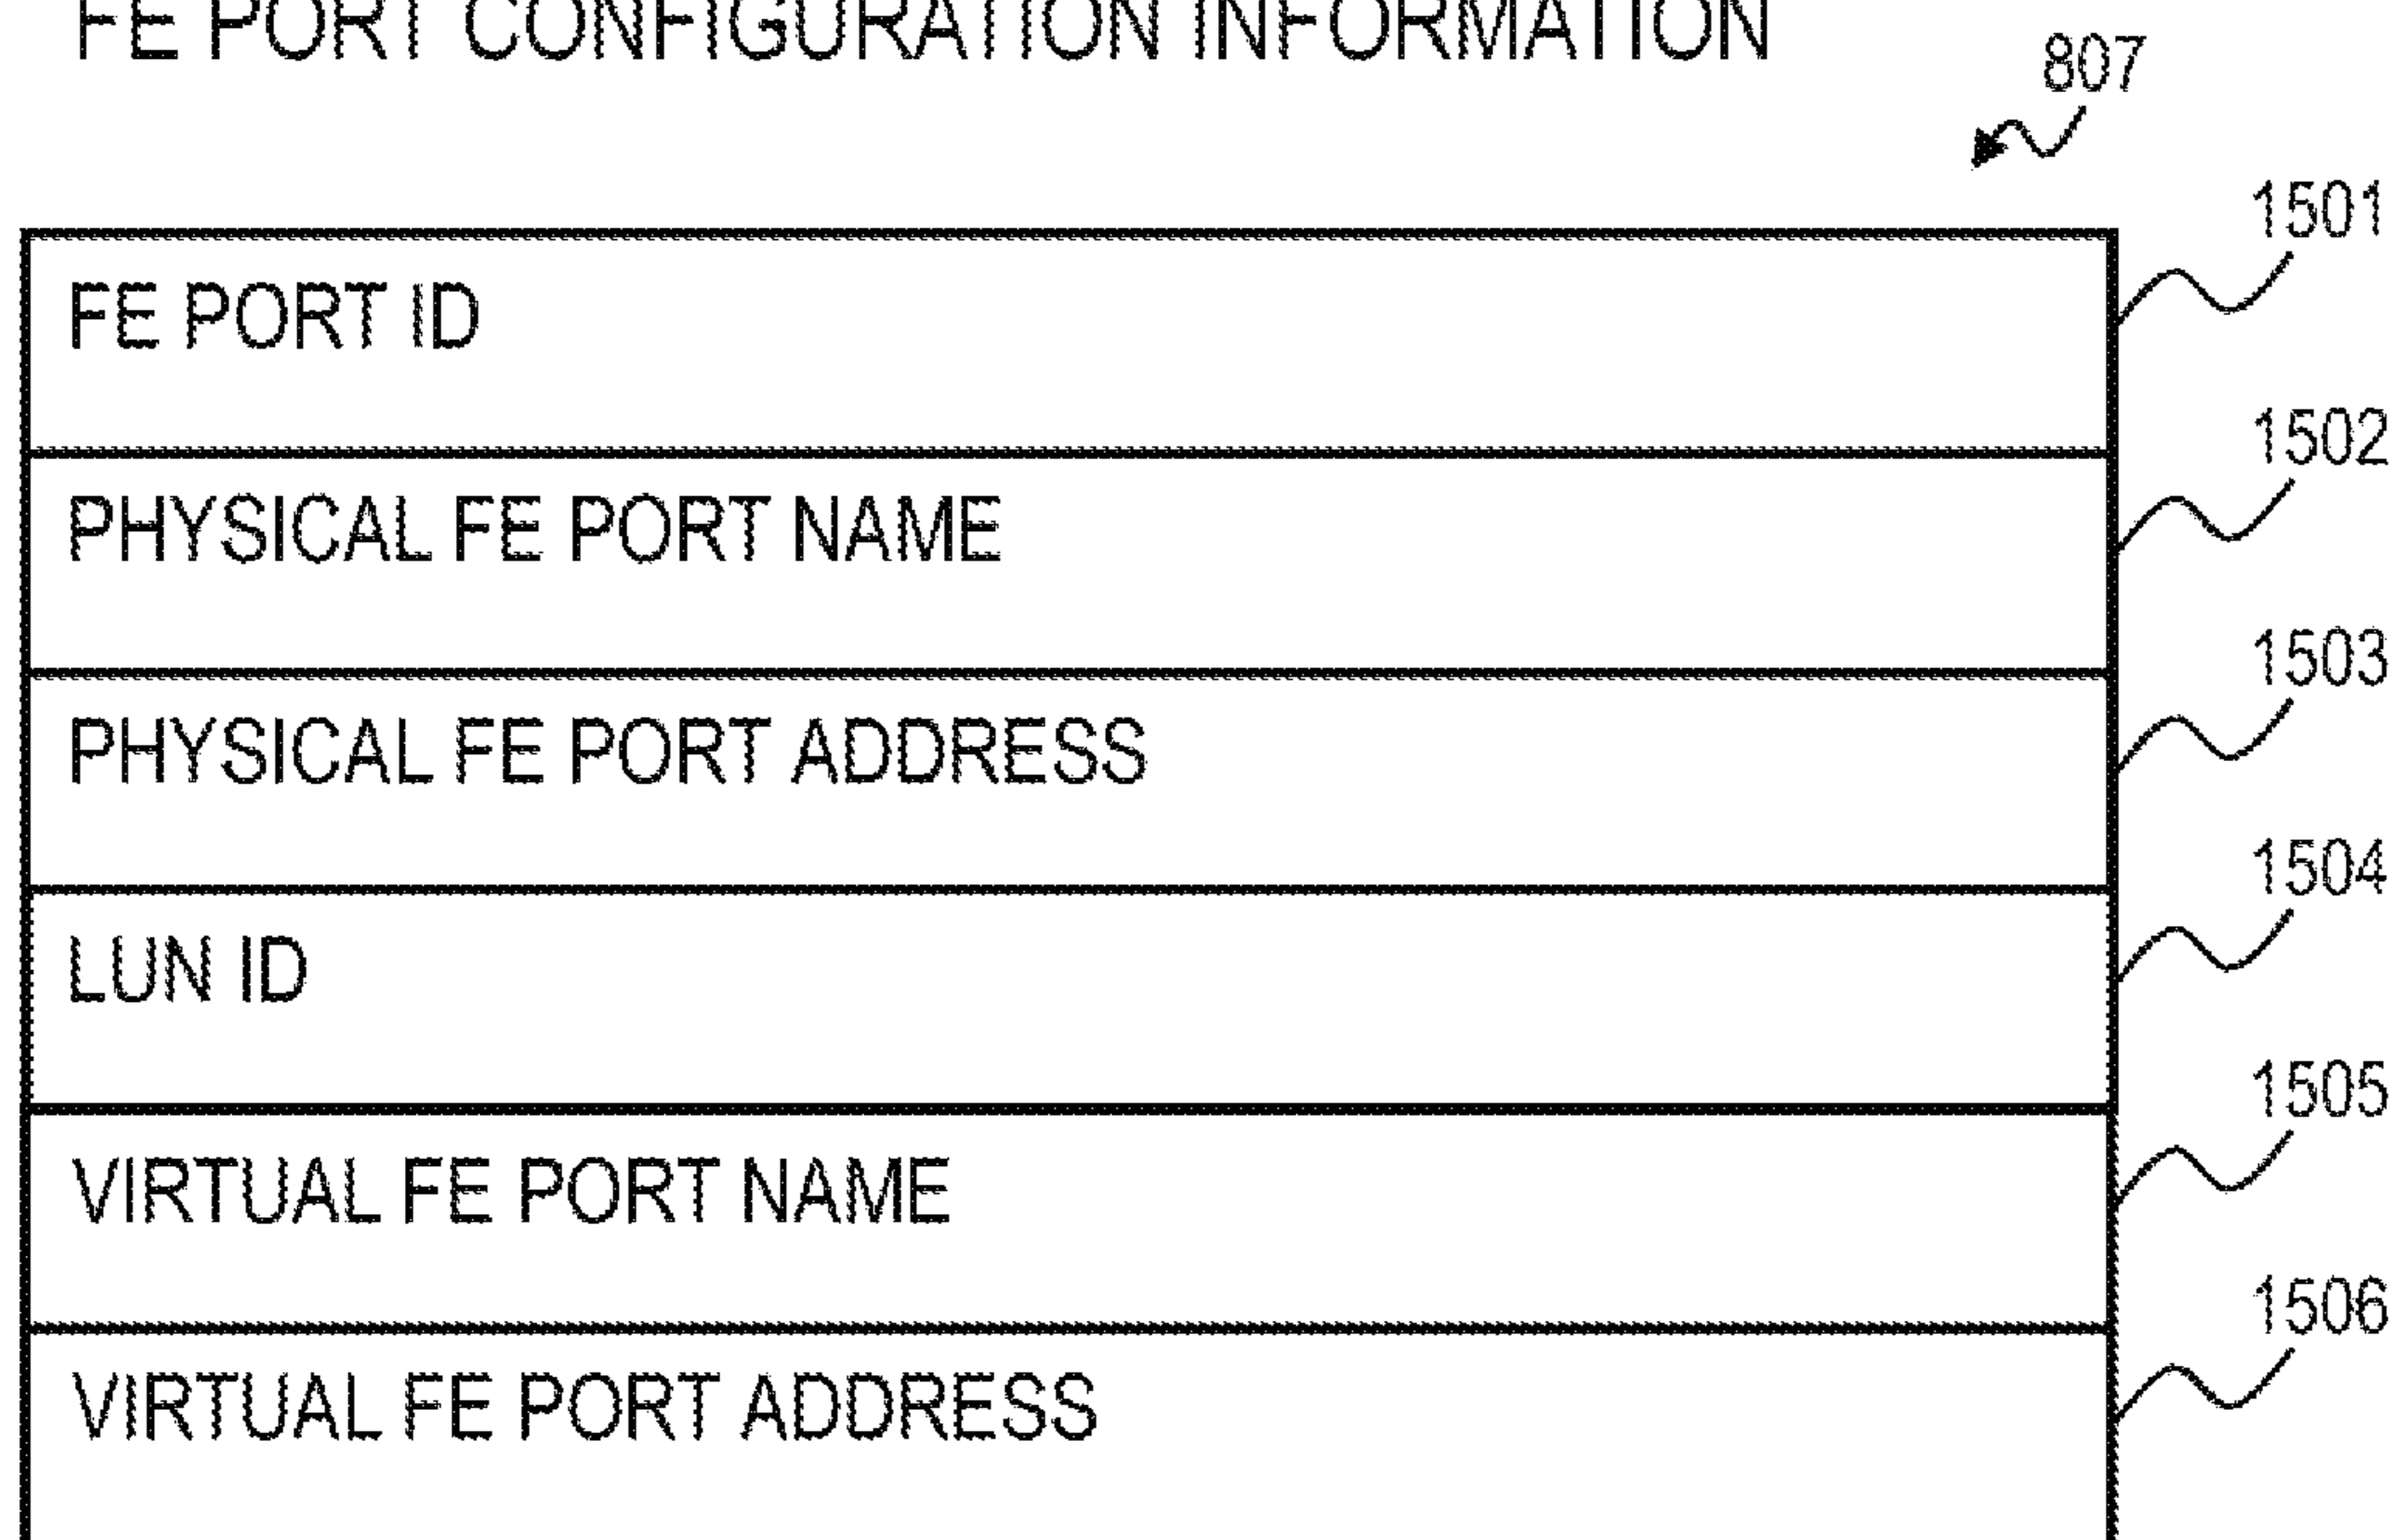 FE PORT CONFIGURATION INFORMATION
807
1501
FE PORT ID
1502
PHYSICAL FE PORT NAME
1503
PHYSICAL FE PORT ADDRESS
1504
LUN ID
1505
VIRTUAL FE PORT NAME
1506
VIRTUAL FE PORT ADDRESS